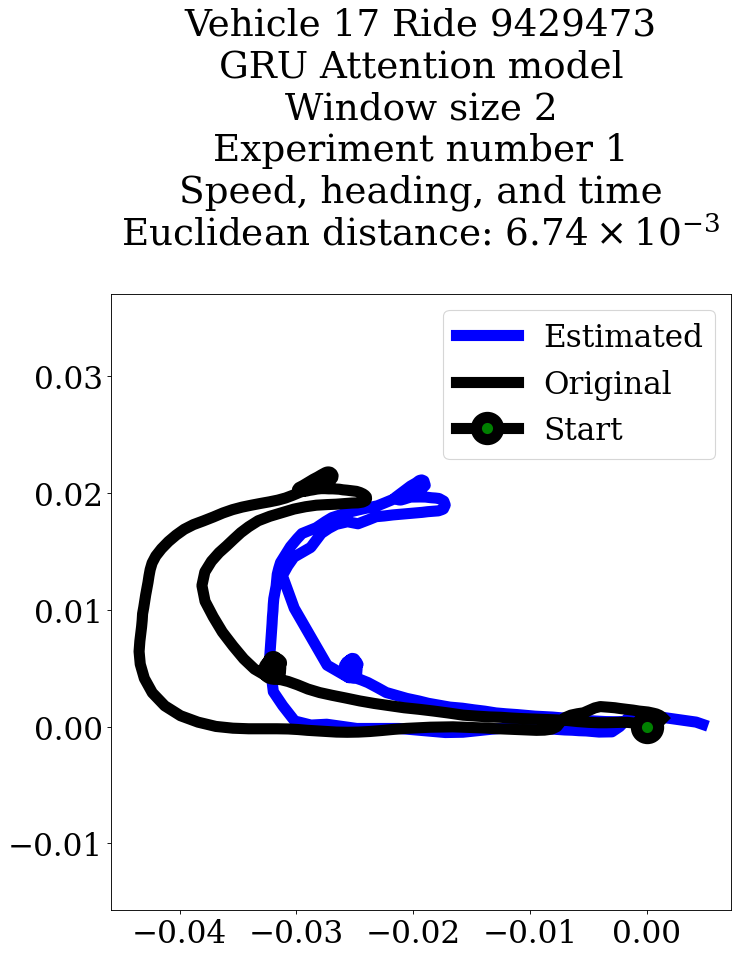 Vehicle 17 Ride 9429473
GRU Attention model
Window size 2
Experiment number 1
Speed, heading, and time
Euclidean distance: 6.74 × 10⁻³
Estimated
Original
Start
0.03
0.02
0.01
0.00
−0.01
−0.04 −0.03 −0.02 −0.01 0.00